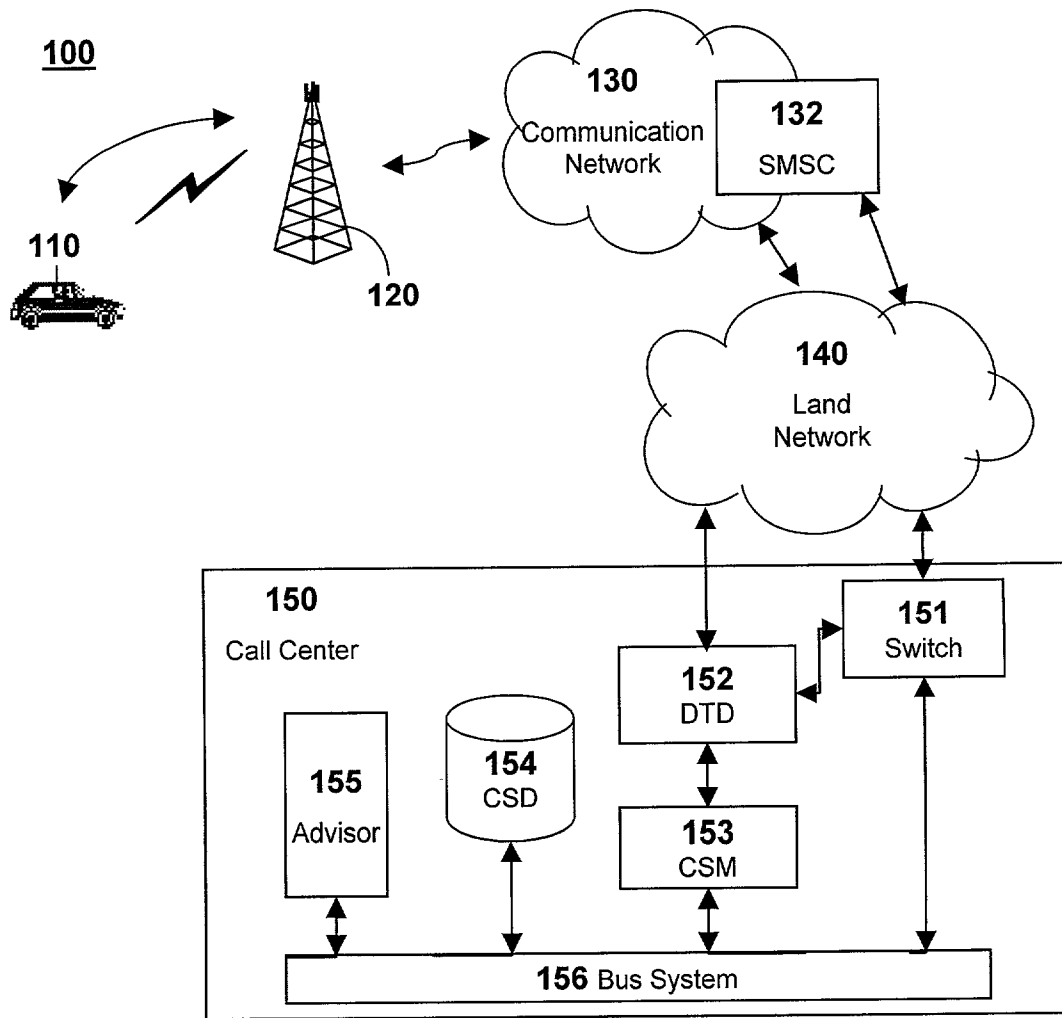 100
130
Communication
Network
132
SMSC
110
120
140
Land
Network
150
Call Center
151
Switch
152
DTD
154
CSD
155
Advisor
153
CSM
156 Bus System